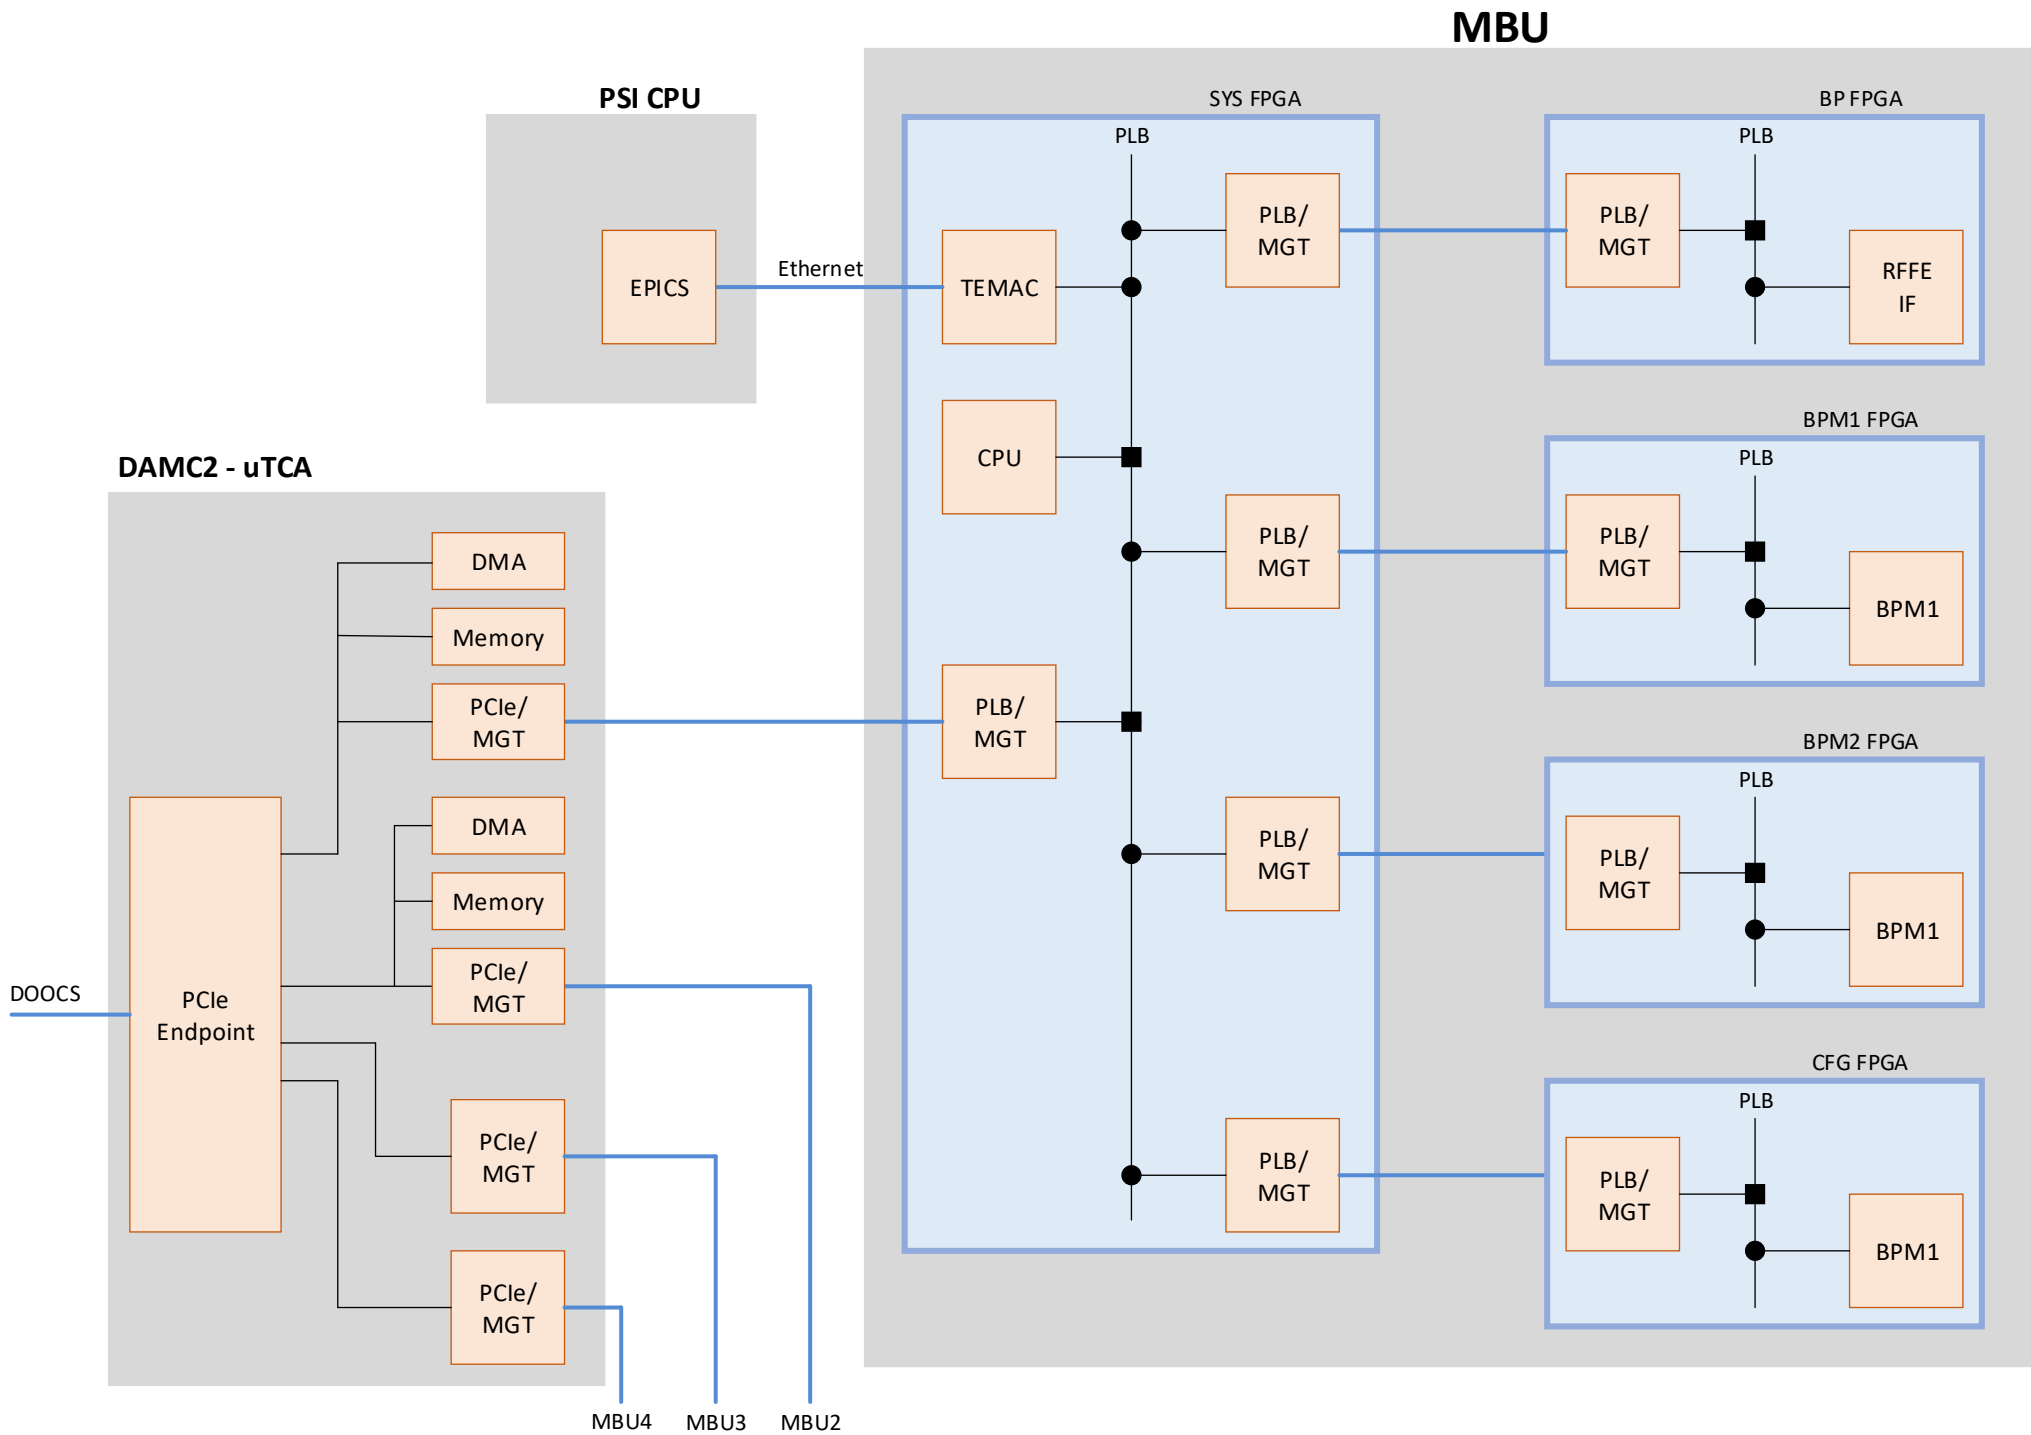 MBU
PSI CPU
SYS FPGA
BP FPGA
PLB
PLB
PLB/
MGT
PLB/
MGT
EPICS
Ethernet
TEMAC
RFFE
IF
BPM1 FPGA
CPU
PLB
DAMC2 - uTCA
PLB/
MGT
PLB/
MGT
DMA
BPM1
Memory
PCIe/
MGT
PLB/
MGT
BPM2 FPGA
PLB
DMA
PLB/
MGT
PLB/
MGT
Memory
BPM1
PCIe/
MGT
DOOCS
PCIe
Endpoint
CFG FPGA
PLB
PCIe/
MGT
PLB/
MGT
PLB/
MGT
BPM1
PCIe/
MGT
MBU4
MBU3
MBU2